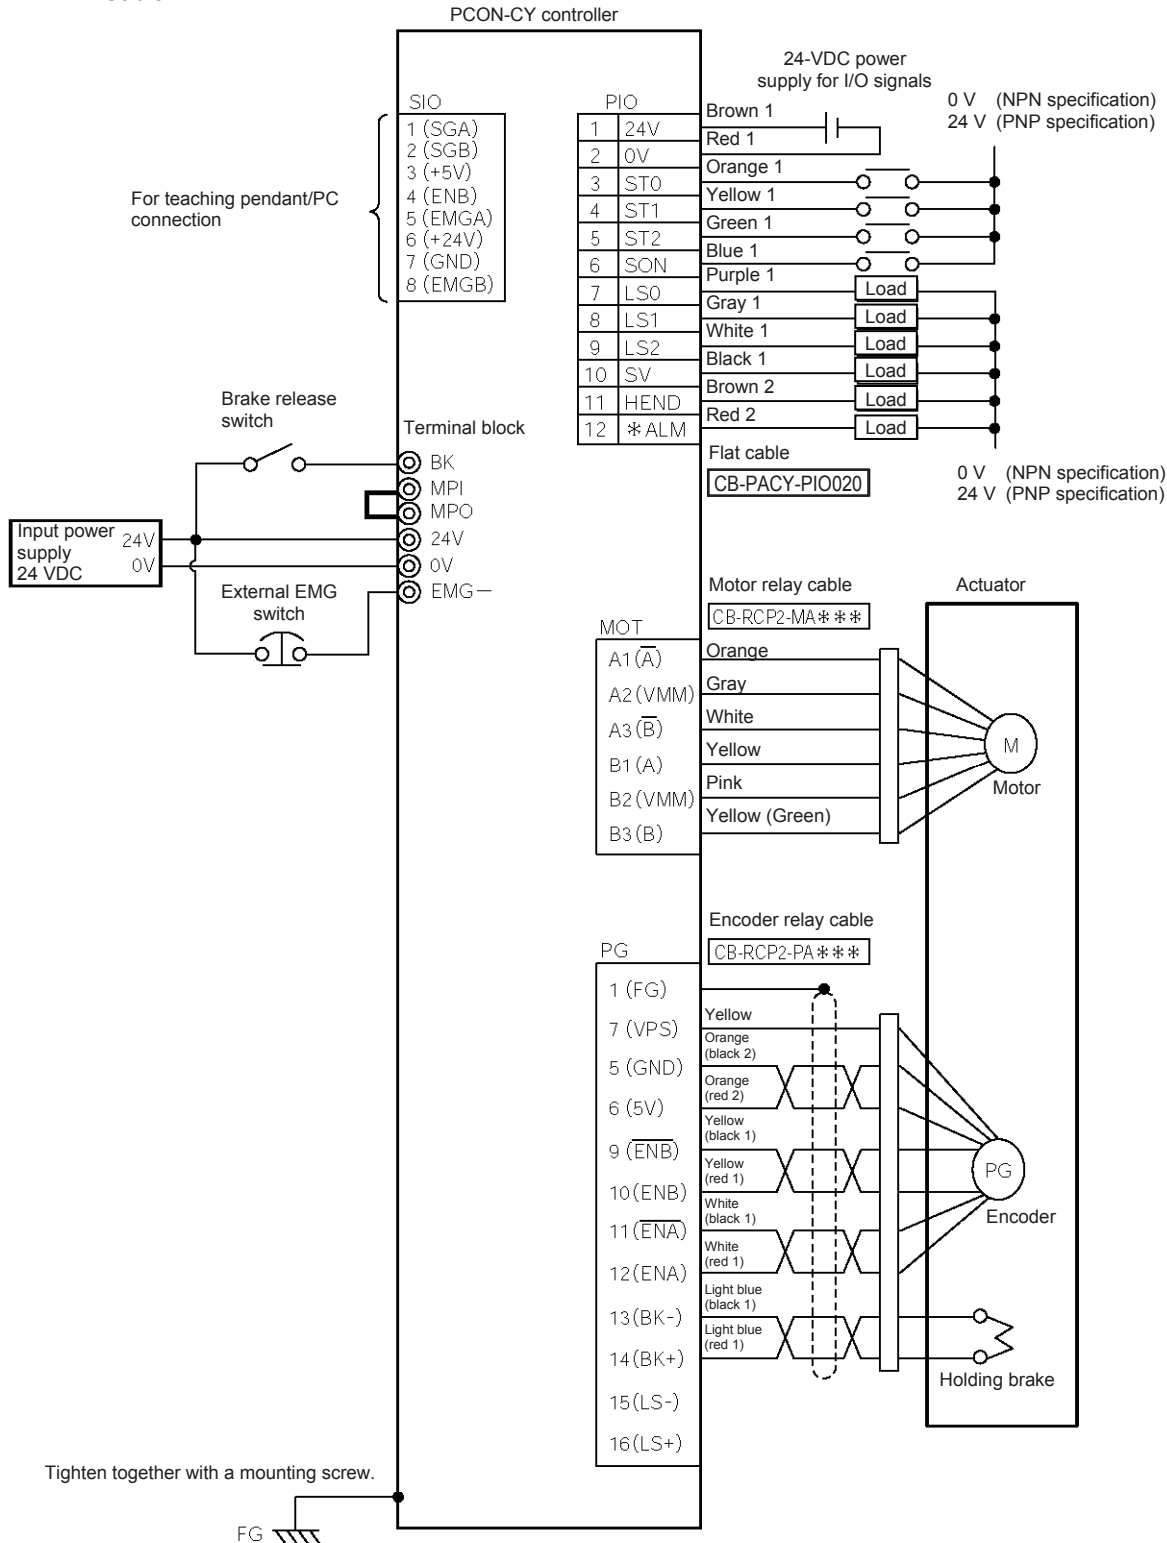 PCON-CY controller
24-VDC power
supply for I/O signals
0 V (NPN specification)
24 V (PNP specification)
SIO
1 (SGA)
2 (SGB)
3 (+5V)
4 (ENB)
5 (EMGA)
6 (+24V)
7 (GND)
8 (EMGB)
For teaching pendant/PC
connection
PIO
1 24V
2 0V
3 ST0
4 ST1
5 ST2
6 SON
7 LS0
8 LS1
9 LS2
10 SV
11 HEND
12 *ALM
Brown 1
Red 1
Orange 1
Yellow 1
Green 1
Blue 1
Purple 1
Gray 1
White 1
Black 1
Brown 2
Red 2
Load
Load
Load
Load
Load
Load
Flat cable
CB-PACY-PIO020
0 V (NPN specification)
24 V (PNP specification)
Brake release
switch
Terminal block
BK
MPI
MPO
24V
0V
EMG−
Input power
supply
24 VDC
24V
0V
External EMG
switch
Motor relay cable
CB-RCP2-MA***
Actuator
MOT
A1 (A̅)
A2 (VMM)
A3 (B̅)
B1 (A)
B2 (VMM)
B3 (B)
Orange
Gray
White
Yellow
Pink
Yellow (Green)
M
Motor
Encoder relay cable
CB-RCP2-PA***
PG
1 (FG)
7 (VPS)
5 (GND)
6 (5V)
9 (E̅N̅B̅)
10 (ENB)
11 (E̅N̅A̅)
12 (ENA)
13 (BK-)
14 (BK+)
15 (LS-)
16 (LS+)
Yellow
Orange
(black 2)
Orange
(red 2)
Yellow
(black 1)
Yellow
(red 1)
White
(black 1)
White
(red 1)
Light blue
(black 1)
Light blue
(red 1)
PG
Encoder
Holding brake
Tighten together with a mounting screw.
FG